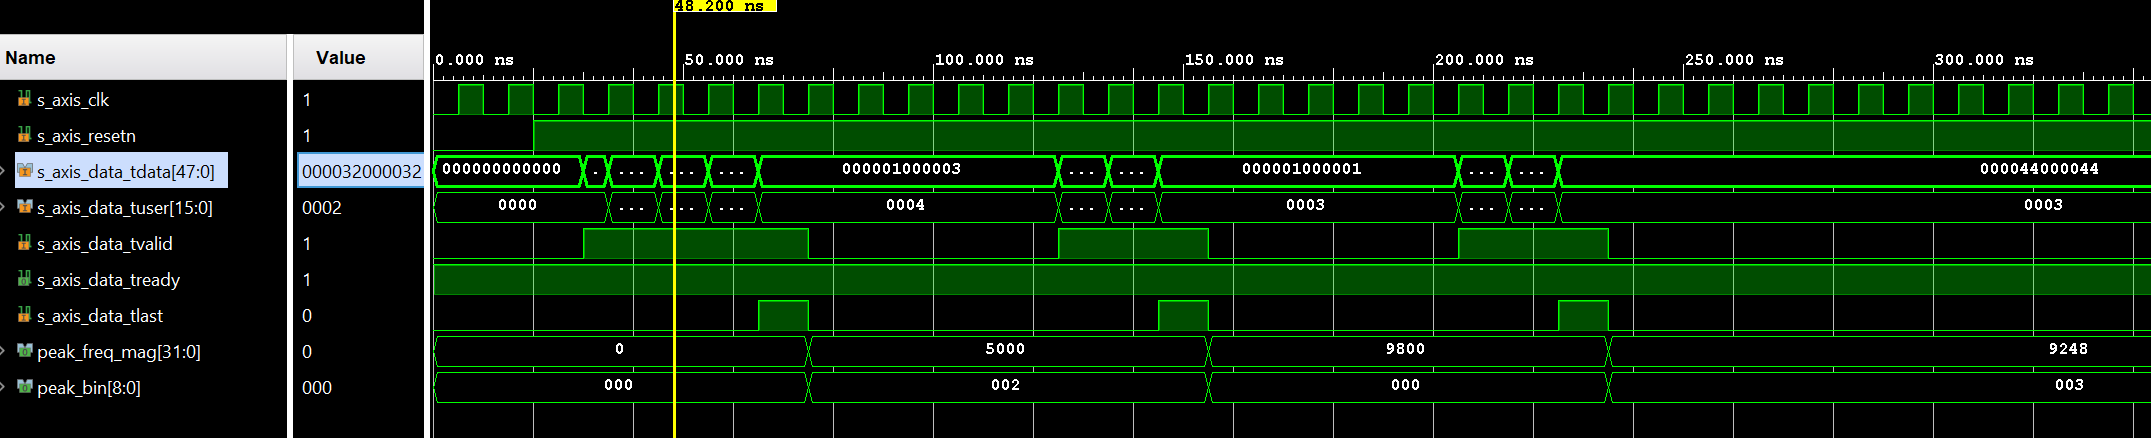 48.200 ns
Name Value
0.000 ns 50.000 ns 100.000 ns 150.000 ns 200.000 ns 250.000 ns 300.000 ns
s_axis_clk 1
s_axis_resetn 1
s_axis_data_tdata[47:0] 000032000032 000000000000 . ... ... ... 000001000003 ... ... 000001000001 ... ... 000044000044
s_axis_data_tuser[15:0] 0002 0000 ... ... ... 0004 ... ... 0003 ... ... 0003
s_axis_data_tvalid 1
s_axis_data_tready 1
s_axis_data_tlast 0
peak_freq_mag[31:0] 0 0 5000 9800 9248
peak_bin[8:0] 000 000 002 000 003